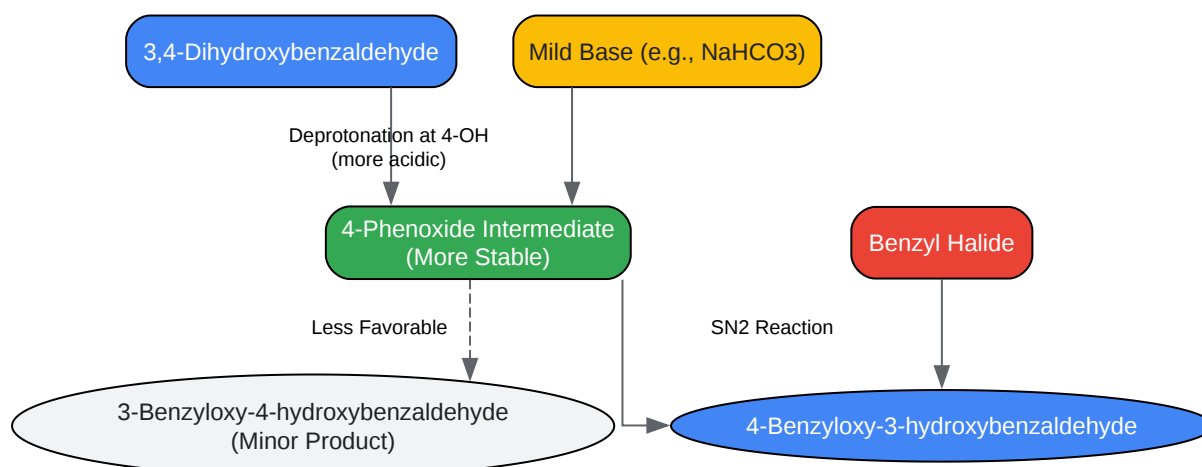 3,4-Dihydroxybenzaldehyde
Mild Base (e.g., NaHCO3)
Deprotonation at 4-OH
(more acidic)
4-Phenoxide Intermediate
(More Stable)
Benzyl Halide
Less Favorable
SN2 Reaction
3-Benzyloxy-4-hydroxybenzaldehyde
(Minor Product)
4-Benzyloxy-3-hydroxybenzaldehyde